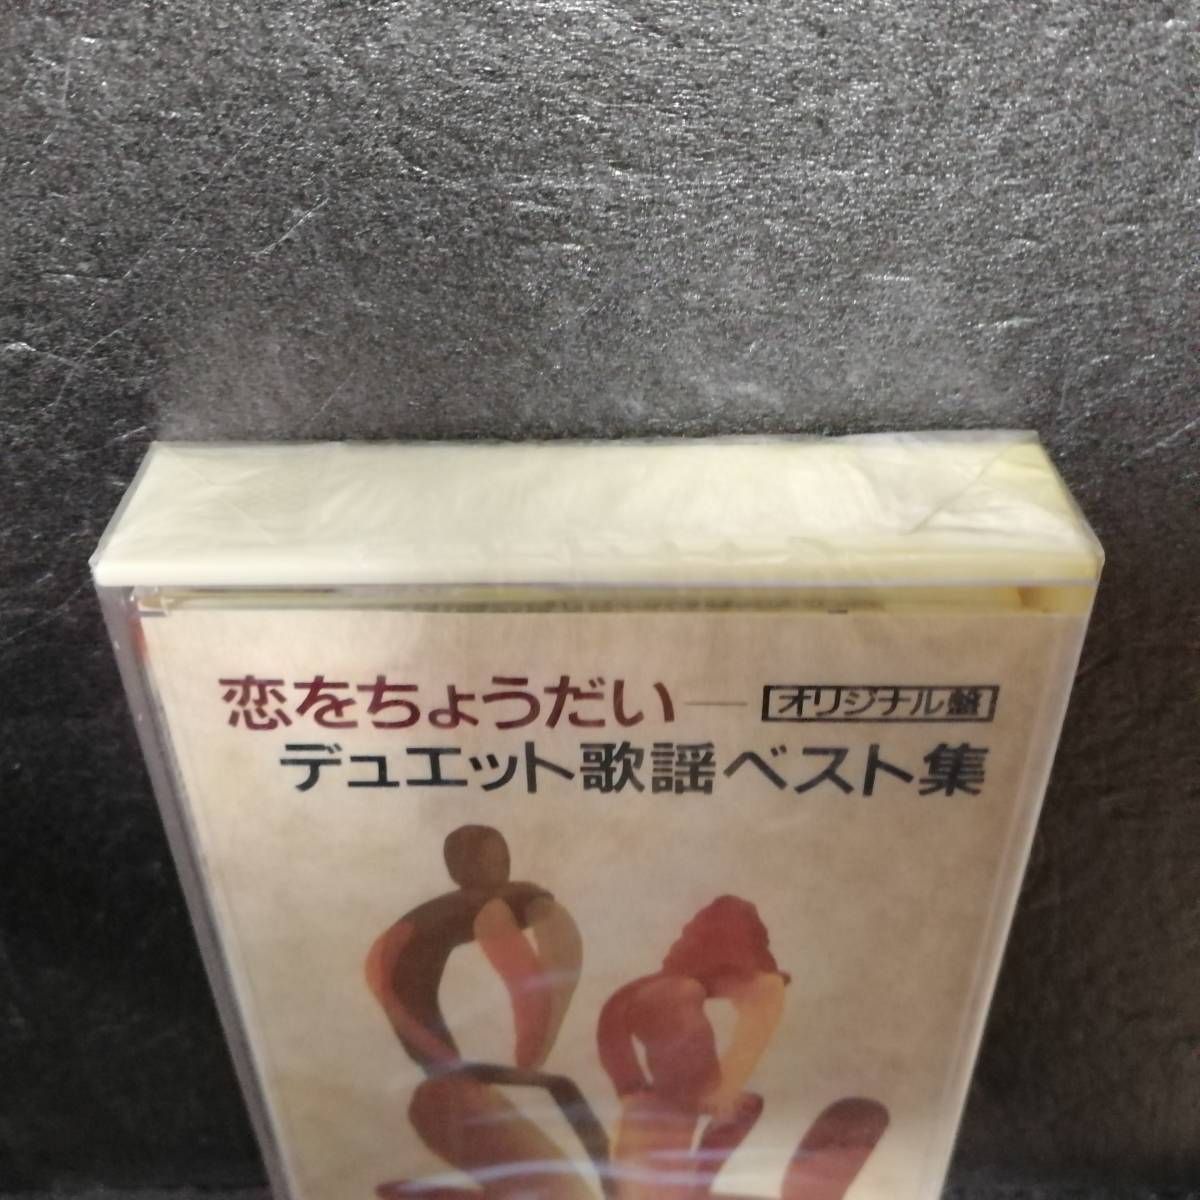 恋をちょうだい— オリジナル盤
デュエット歌謡ベスト集